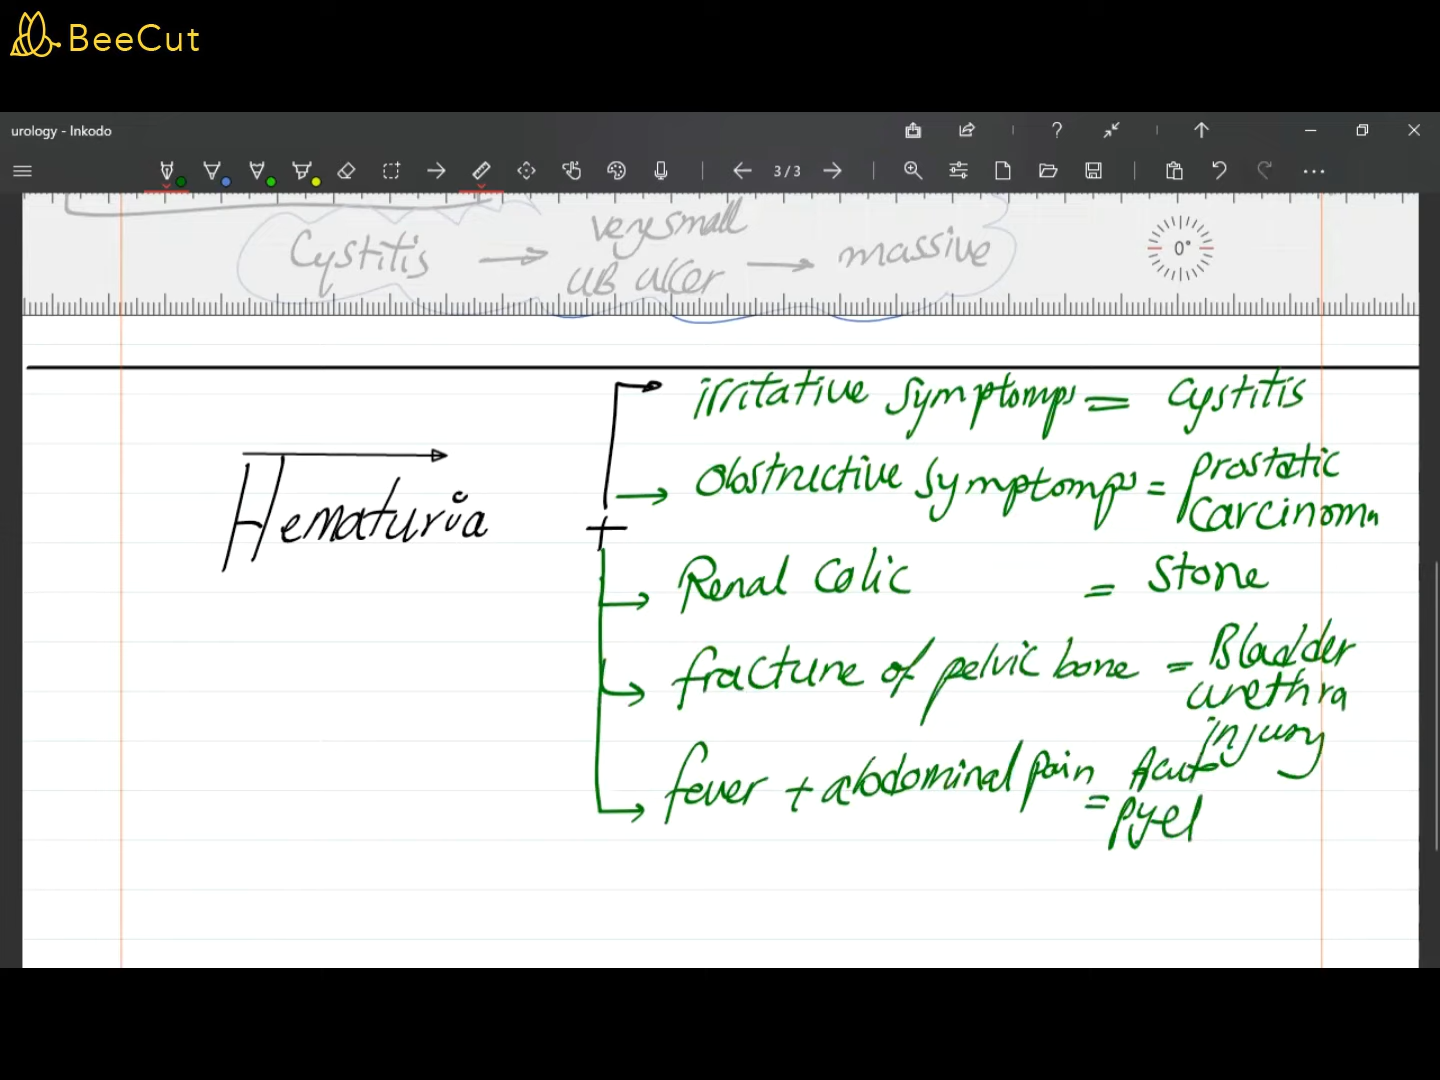 BeeCut
urology - Inkodo
3/3
very small
Cystitis → UB ulcer → massive
0°
irritative symptomps = cystitis
Obstructive symptomps = prostatic
carcinoma
Hematuria +
Renal Colic = stone
fracture of pelvic bone = Bladder
urethra
injury
fever + abdominal pain = Acute
pyel